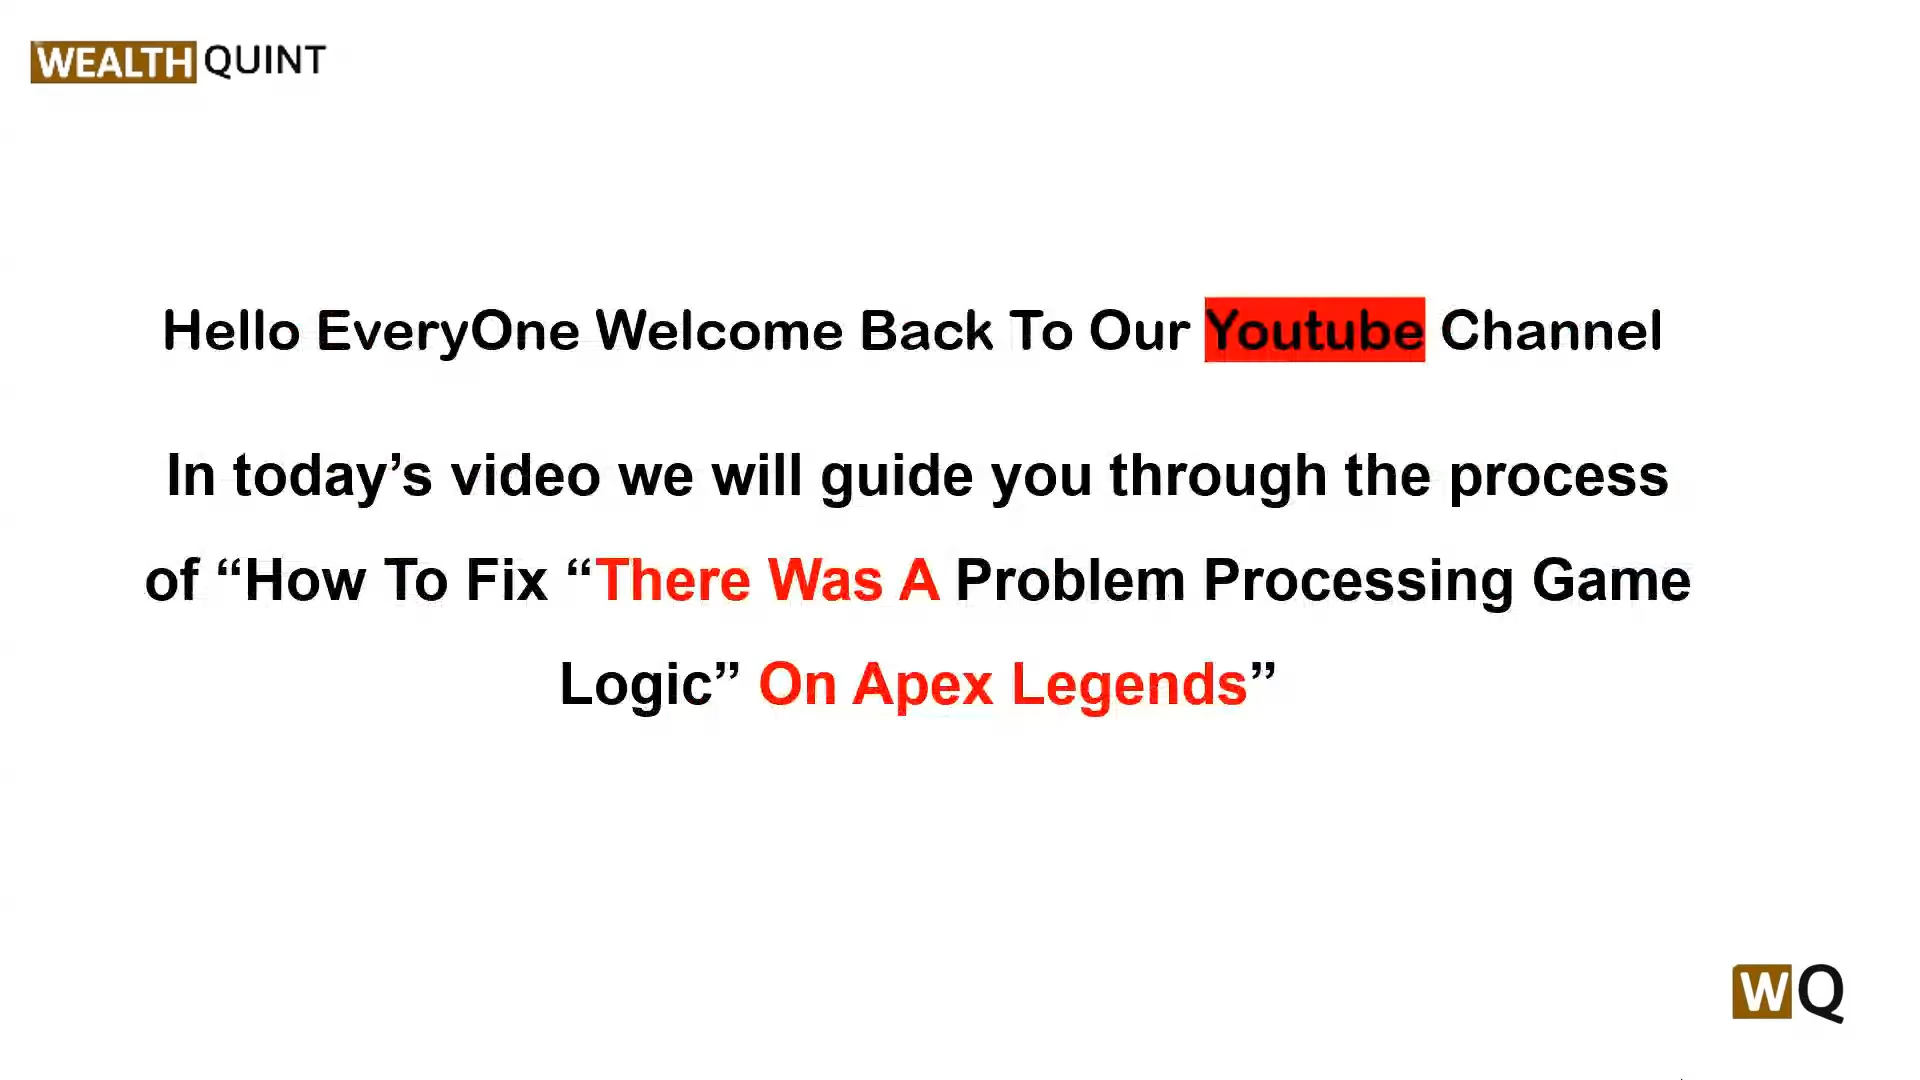 WEALTH QUINT
Hello EveryOne Welcome Back To Our Youtube Channel
In today’s video we will guide you through the process
of “How To Fix “There Was A Problem Processing Game
Logic” On Apex Legends”
WQ